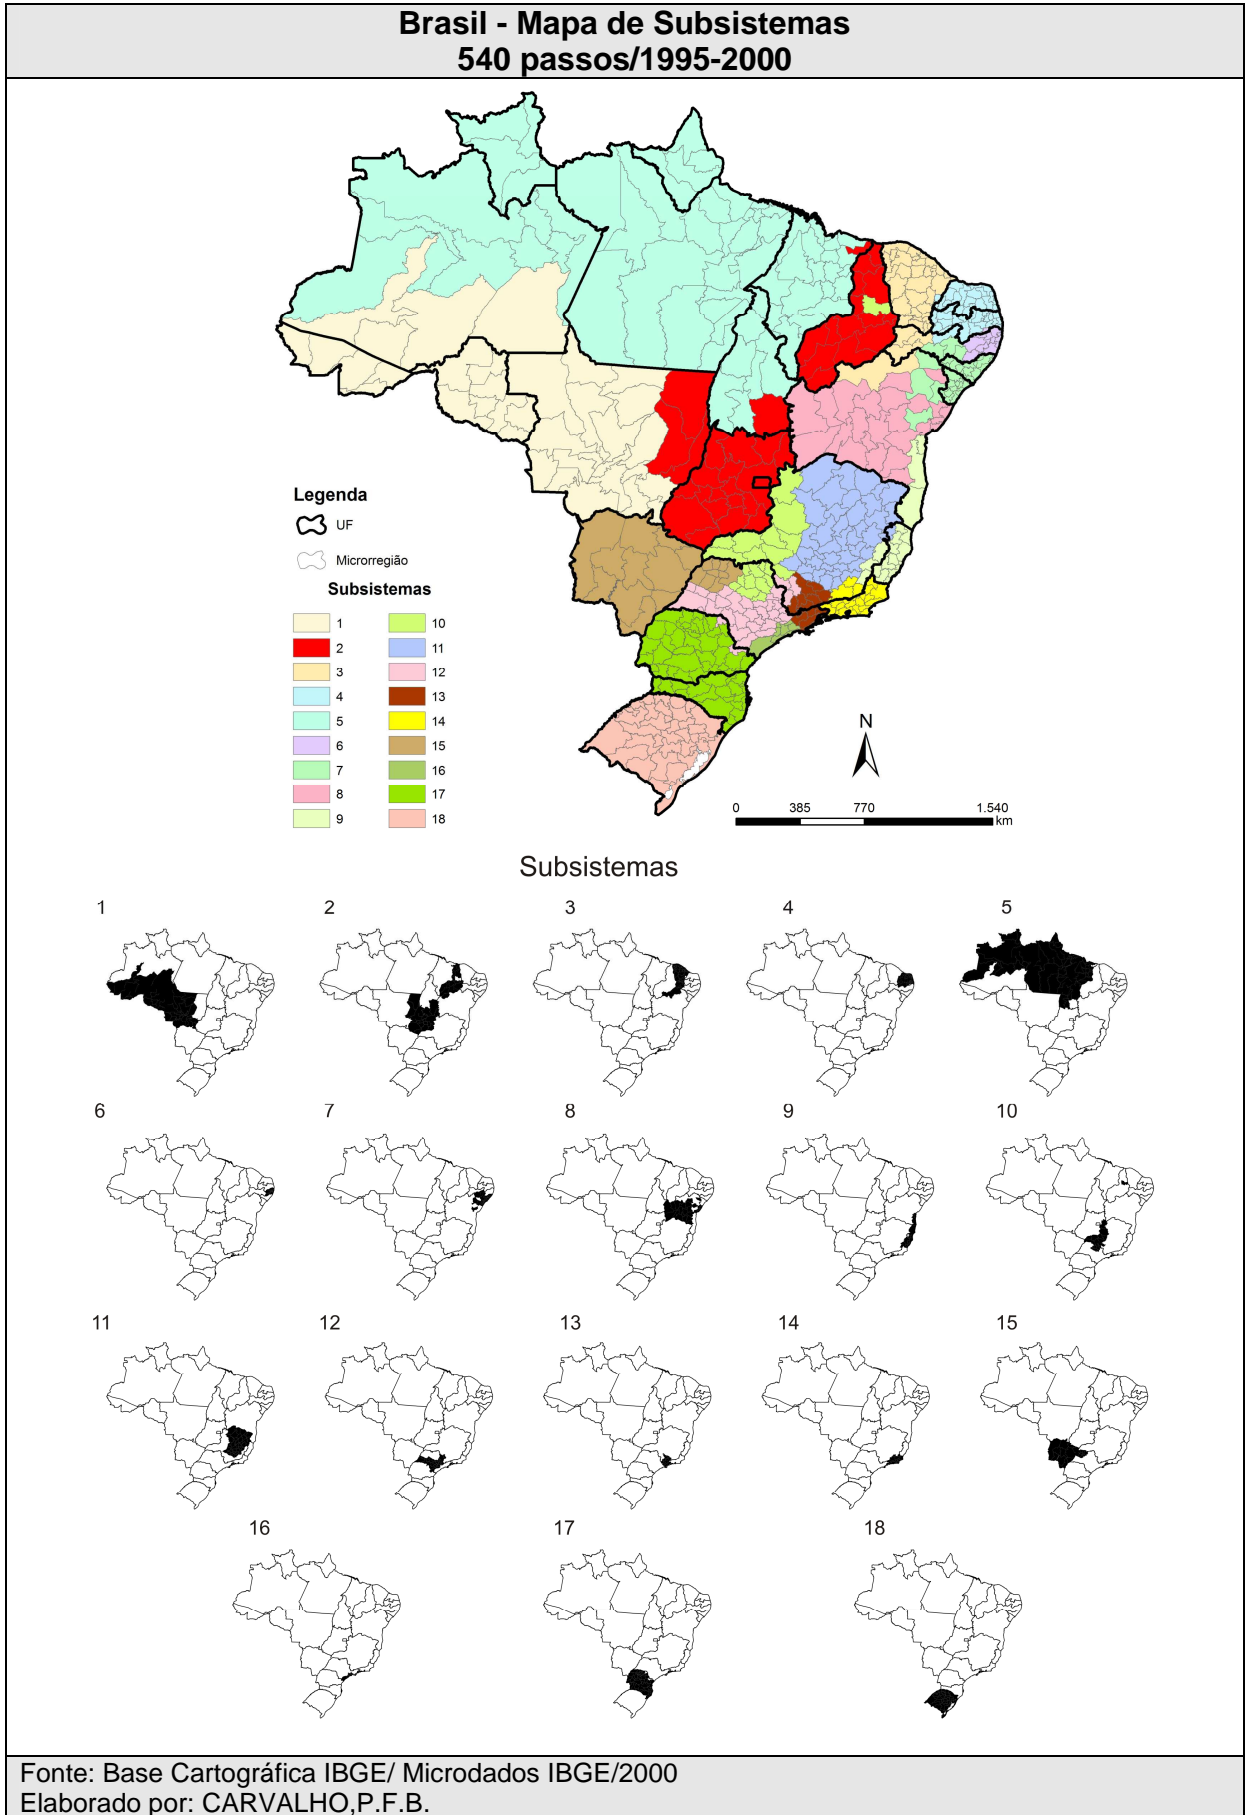 Brasil - Mapa de Subsistemas
540 passos/1995-2000
Legenda
UF
Microrregião
Subsistemas
1 10
2 11
3 12
4 13
5 14
6 15
7 16
8 17
9 18
N
0 385 770 1.540
km
Subsistemas
1 2 3 4 5
6 7 8 9 10
11 12 13 14 15
16 17 18
Fonte: Base Cartográfica IBGE/ Microdados IBGE/2000
Elaborado por: CARVALHO,P.F.B.